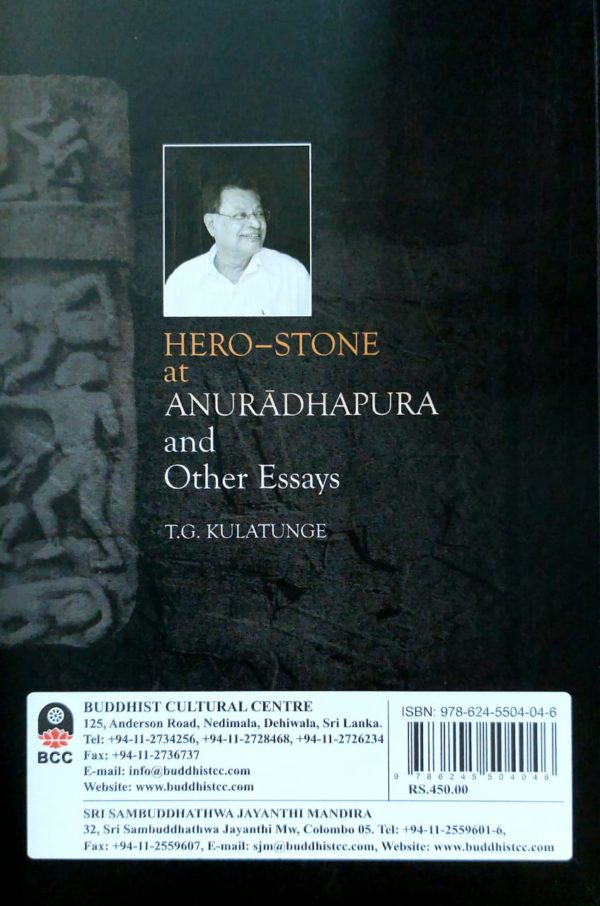 HERO–STONE
at
ANURĀDHAPURA
and
Other Essays
T.G. KULATUNGE
BCC
BUDDHIST CULTURAL CENTRE
125, Anderson Road, Nedimala, Dehiwala, Sri Lanka.
Tel: +94-11-2734256, +94-11-2728468, +94-11-2726234
Fax: +94-11-2736737
E-mail: info@buddhistcc.com
Website: www.buddhistcc.com
ISBN: 978-624-5504-04-6
9 786245 504046
RS.450.00
SRI SAMBUDDHATHWA JAYANTHI MANDIRA
32, Sri Sambuddhathwa Jayanthi Mw, Colombo 05. Tel: +94-11-2559601-6,
Fax: +94-11-2559607, E-mail: sjm@buddhistcc.com, Website: www.buddhistcc.com